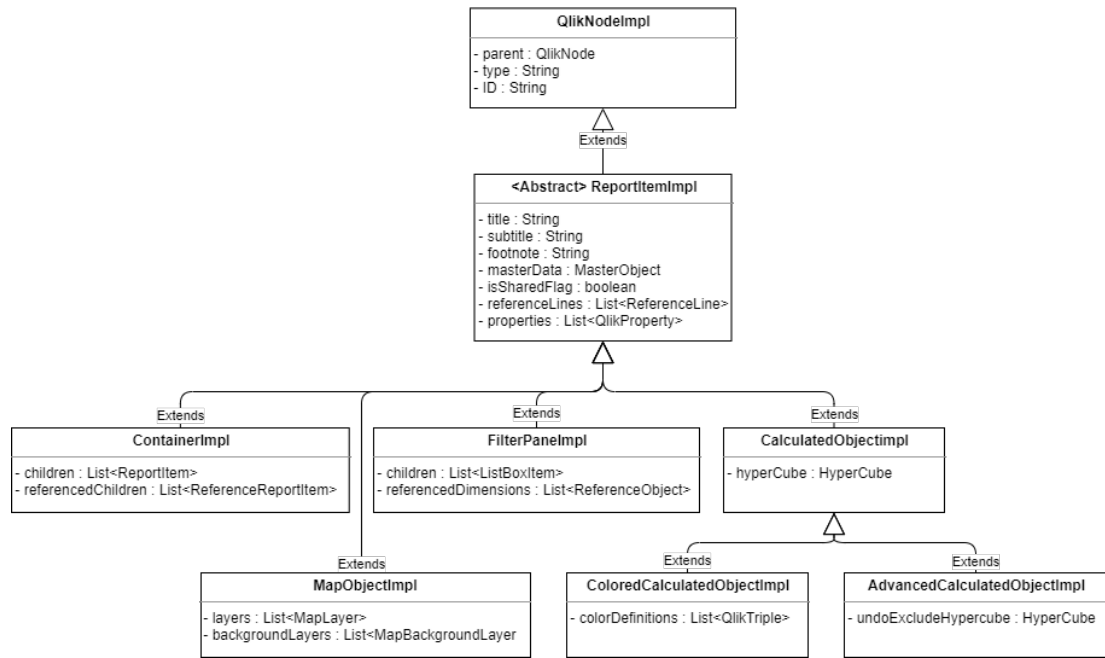 QlikNodeImpl
- parent : QlikNode
- type : String
- ID : String
Extends
<Abstract> ReportItemImpl
- title : String
- subtitle : String
- footnote : String
- masterData : MasterObject
- isSharedFlag : boolean
- referenceLines : List<ReferenceLine>
- properties : List<QlikProperty>
Extends
ContainerImpl
- children : List<ReportItem>
- referencedChildren : List<ReferenceReportItem>
Extends
FilterPaneImpl
- children : List<ListBoxItem>
- referencedDimensions : List<ReferenceObject>
Extends
CalculatedObjectimpl
- hyperCube : HyperCube
Extends
MapObjectImpl
- layers : List<MapLayer>
- backgroundLayers : List<MapBackgroundLayer
Extends
ColoredCalculatedObjectImpl
- colorDefinitions : List<QlikTriple>
Extends
AdvancedCalculatedObjectImpl
- undoExcludeHypercube : HyperCube